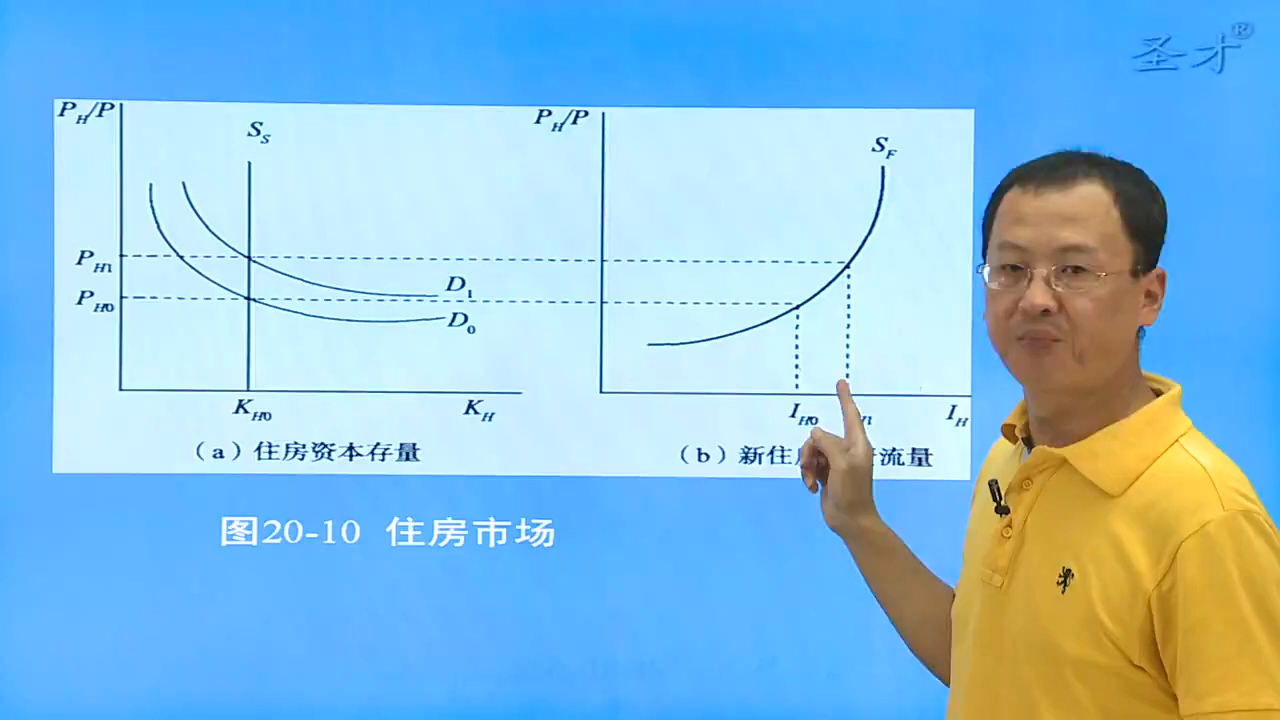 圣才®
P_H/P
S_S
P_H1
P_H0
D_1
D_0
K_H0
K_H
(a)住房资本存量
P_H/P
S_F
I_H0
I_H
(b)新住 流量
图20-10 住房市场